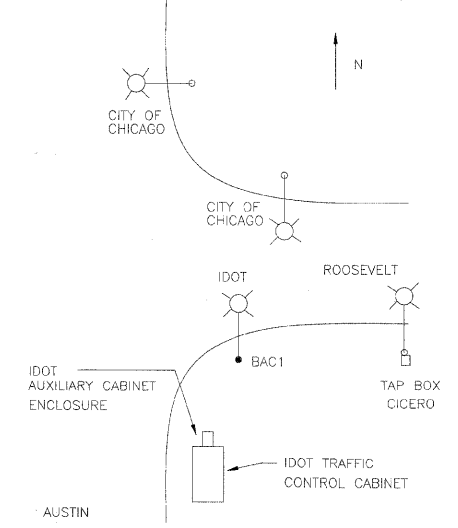 N
CITY OF
CHICAGO
CITY OF
CHICAGO
IDOT
ROOSEVELT
BAC1
IDOT
AUXILIARY CABINET
ENCLOSURE
TAP BOX
CICERO
IDOT TRAFFIC
CONTROL CABINET
AUSTIN